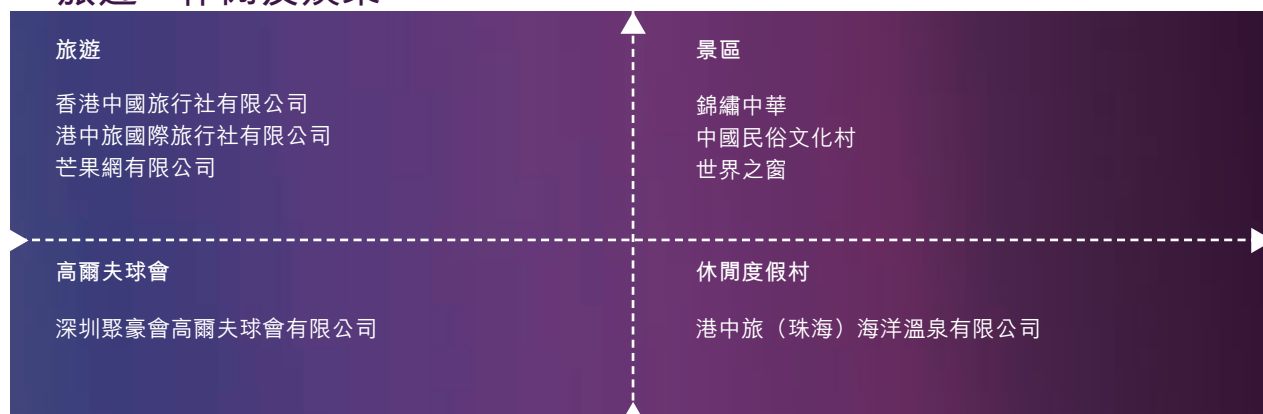 旅遊
香港中國旅行社有限公司
港中旅國際旅行社有限公司
芒果網有限公司
景區
錦繡中華
中國民俗文化村
世界之窗
高爾夫球會
深圳聚豪會高爾夫球會有限公司
休閒度假村
港中旅（珠海）海洋溫泉有限公司